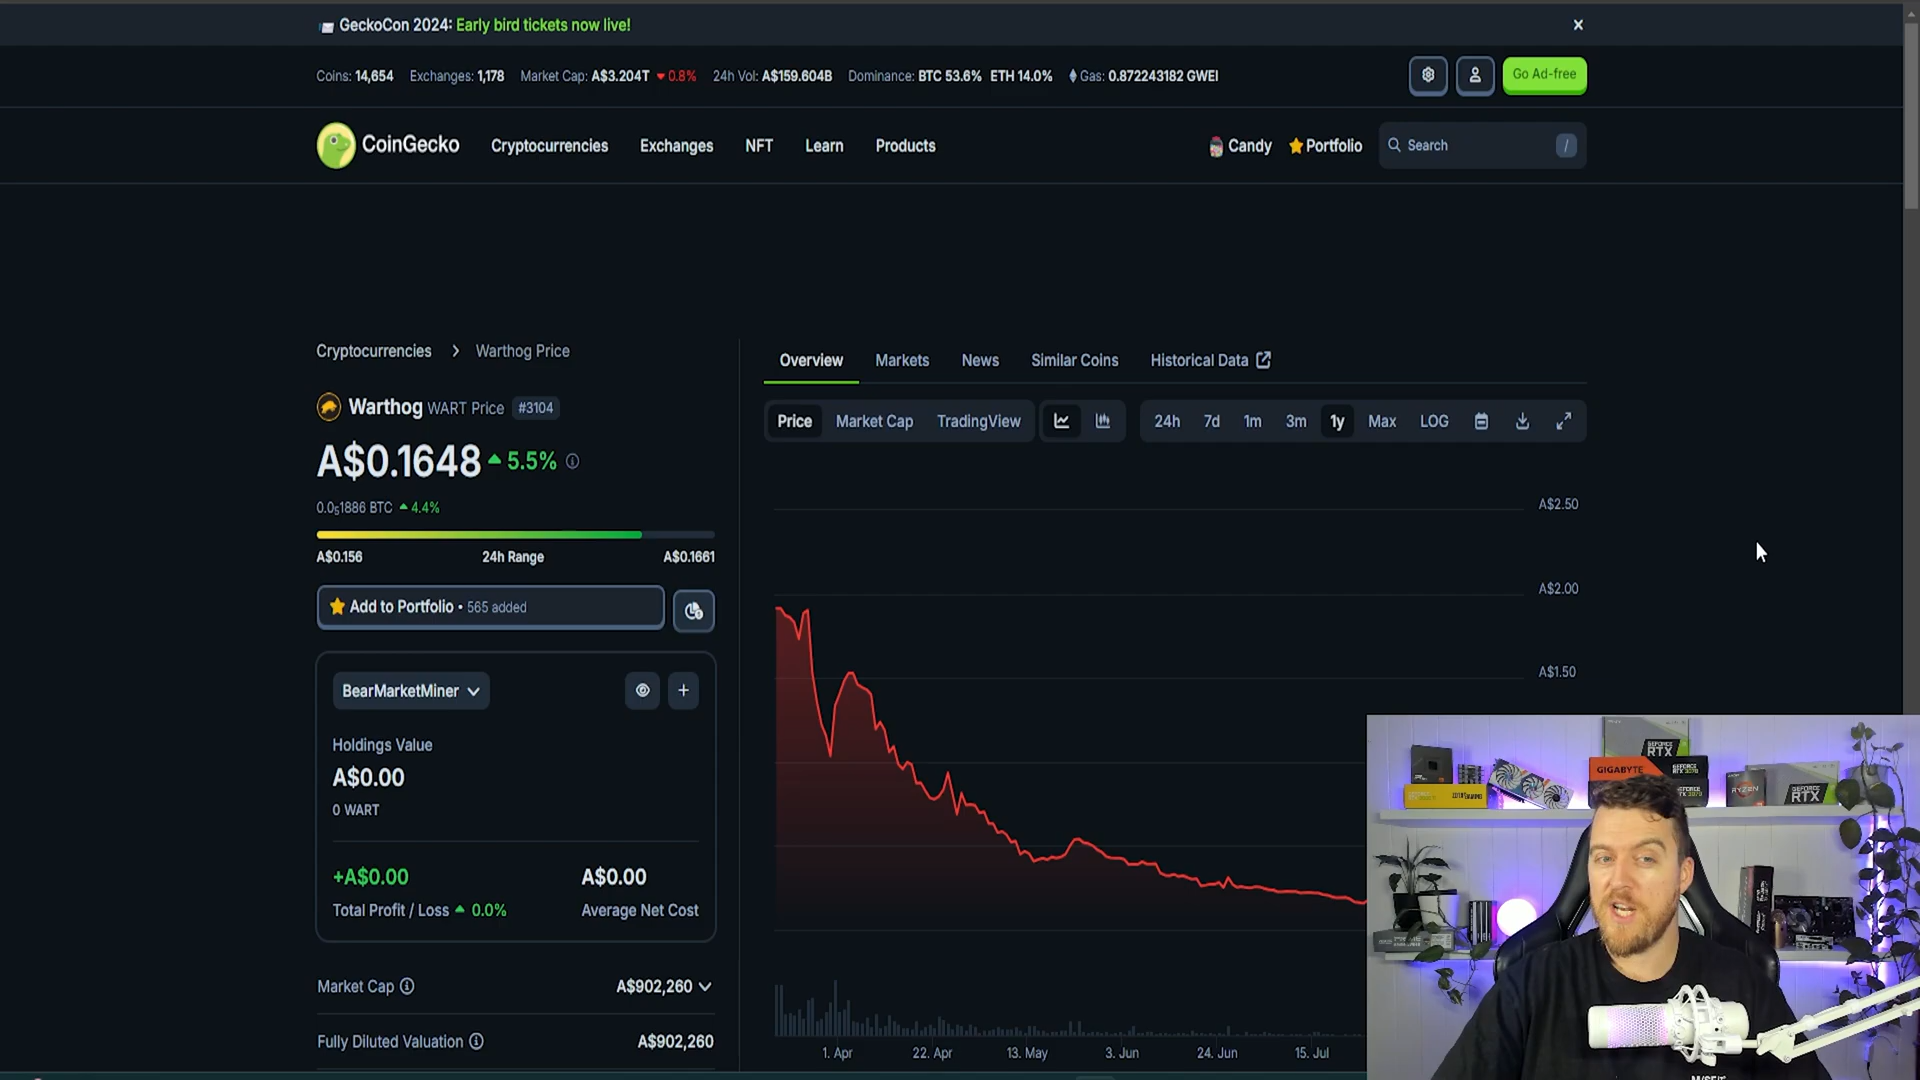 GeckoCon 2024: Early bird tickets now live!
Coins: 14,654 Exchanges: 1,178 Market Cap: A$3.204T 0.8% 24h Vol: A$159.604B Dominance: BTC 53.6% ETH 14.0% Gas: 0.872243182 GWEI
Go Ad-free
CoinGecko Cryptocurrencies Exchanges NFT Learn Products Candy Portfolio Search /
Cryptocurrencies > Warthog Price
Overview Markets News Similar Coins Historical Data
Warthog WART Price #3104
Price Market Cap TradingView 24h 7d 1m 3m 1y Max LOG
A$0.1648 5.5%
0.0₅1886 BTC 4.4%
A$0.156 24h Range A$0.1661
Add to Portfolio • 565 added
BearMarketMiner
Holdings Value
A$0.00
0 WART
+A$0.00 A$0.00
Total Profit / Loss 0.0% Average Net Cost
Market Cap A$902,260
Fully Diluted Valuation A$902,260
A$2.50
A$2.00
A$1.50
1. Apr 22. Apr 13. May 3. Jun 24. Jun 15. Jul
GEFORCE
RTX
GIGABYTE
GEFORCE
RTX 3070
RYZEN
GEFORCE
RTX